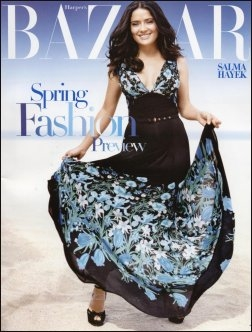 Harper's
BAZAAR
SALMA
HAYEK
Spring
Fashion
Preview